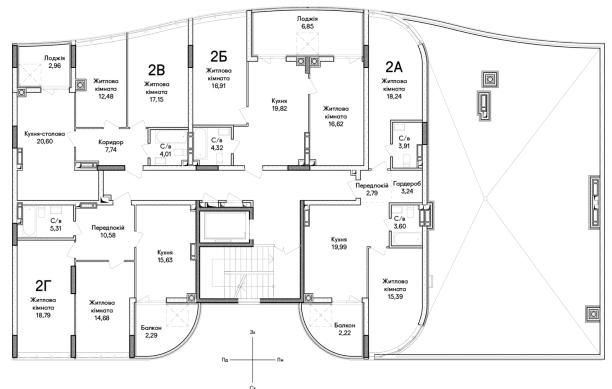 Лоджія
2,96
Житлова
кімната
12,48
2В
Житлова
кімната
17,15
2Б
Житлова
кімната
16,91
Лоджія
6,85
Кухня
19,82
Житлова
кімната
16,62
2А
Житлова
кімната
18,24
Кухня-столова
20,60
Коридор
7,74
С/в
4,01
С/в
4,32
С/в
3,91
Передпокій
2,79
Гардероб
3,24
С/в
5,31
Передпокій
10,58
Кухня
15,63
Кухня
19,99
С/в
3,60
2Г
Житлова
кімната
18,79
Житлова
кімната
14,68
Житлова
кімната
15,39
Балкон
2,29
Балкон
2,22
Зх
Пд
Пн
Сх